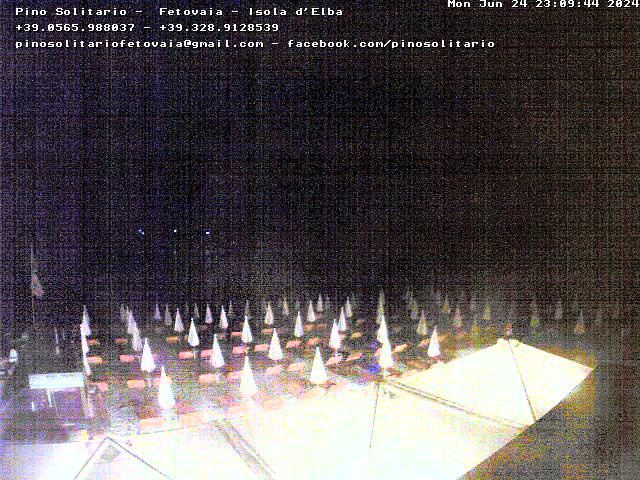 Pino Solitario -  Fetovaia - Isola d'Elba
Mon Jun 24 23:09:44 2024
+39.0565.988037 - +39.328.9128539
pinosolitariofetovaia@gmail.com - facebook.com/pinosolitario